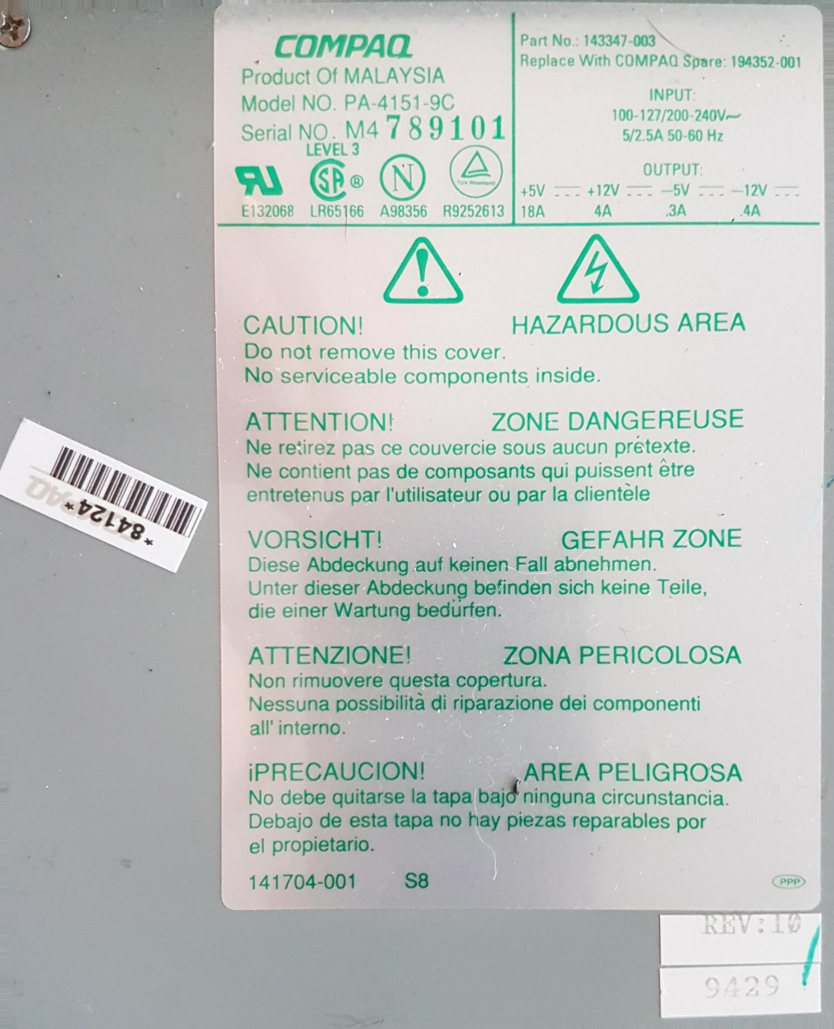 COMPAQ
Product Of MALAYSIA
Model NO. PA-4151-9C
Serial NO. M4 789101
LEVEL 3
E132068 LR65166 A98356 R9252613
Part No.: 143347-003
Replace With COMPAQ Spare: 194352-001
INPUT:
100-127/200-240V~
5/2.5A 50-60 Hz
OUTPUT:
+5V +12V —5V —12V
18A 4A .3A .4A
CAUTION! HAZARDOUS AREA
Do not remove this cover.
No serviceable components inside.
ATTENTION! ZONE DANGEREUSE
Ne retirez pas ce couvercie sous aucun prétexte.
Ne contient pas de composants qui puissent être
entretenus par l'utilisateur ou par la clientèle
VORSICHT! GEFAHR ZONE
Diese Abdeckung auf keinen Fall abnehmen.
Unter dieser Abdeckung befinden sich keine Teile,
die einer Wartung bedürfen.
ATTENZIONE! ZONA PERICOLOSA
Non rimuovere questa copertura.
Nessuna possibilità di riparazione dei componenti
all' interno.
¡PRECAUCION! AREA PELIGROSA
No debe quitarse la tapa bajo ninguna circunstancia.
Debajo de esta tapa no hay piezas reparables por
el propietario.
141704-001 S8
PPP
*84124*
REV:10
9429